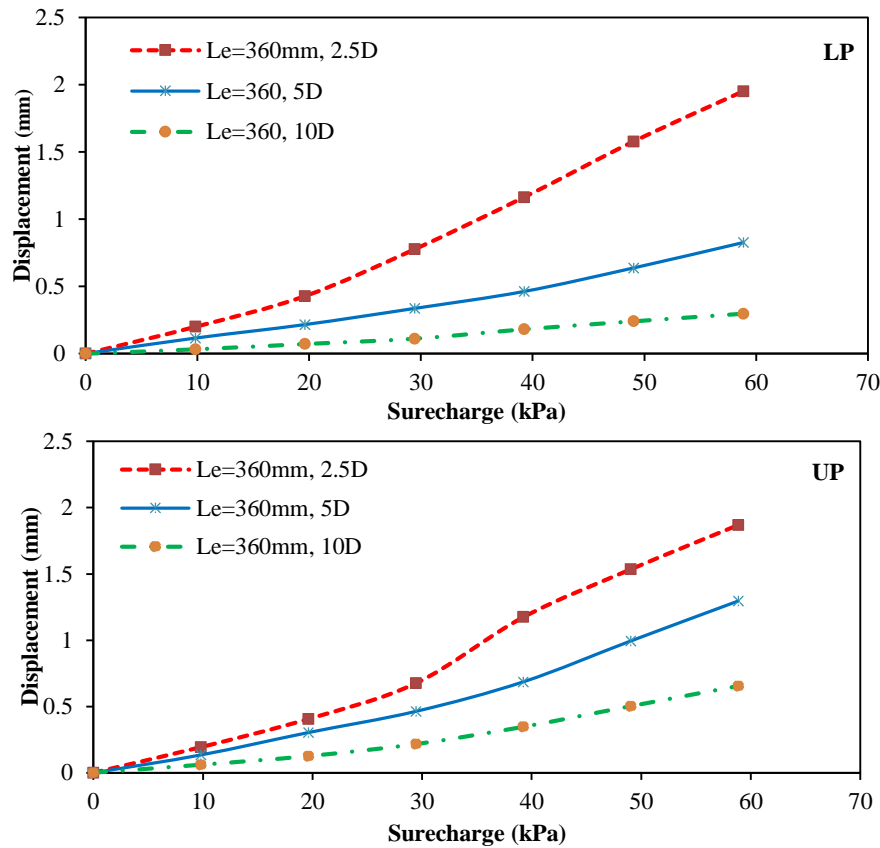 2.5
2
1.5
1
0.5
0
Displacement (mm)
Le=360mm, 2.5D
Le=360, 5D
Le=360, 10D
LP
0 10 20 30 40 50 60 70
Surecharge (kPa)
2.5
2
1.5
1
0.5
0
Displacement (mm)
Le=360mm, 2.5D
Le=360mm, 5D
Le=360mm, 10D
UP
0 10 20 30 40 50 60 70
Surecharge (kPa)